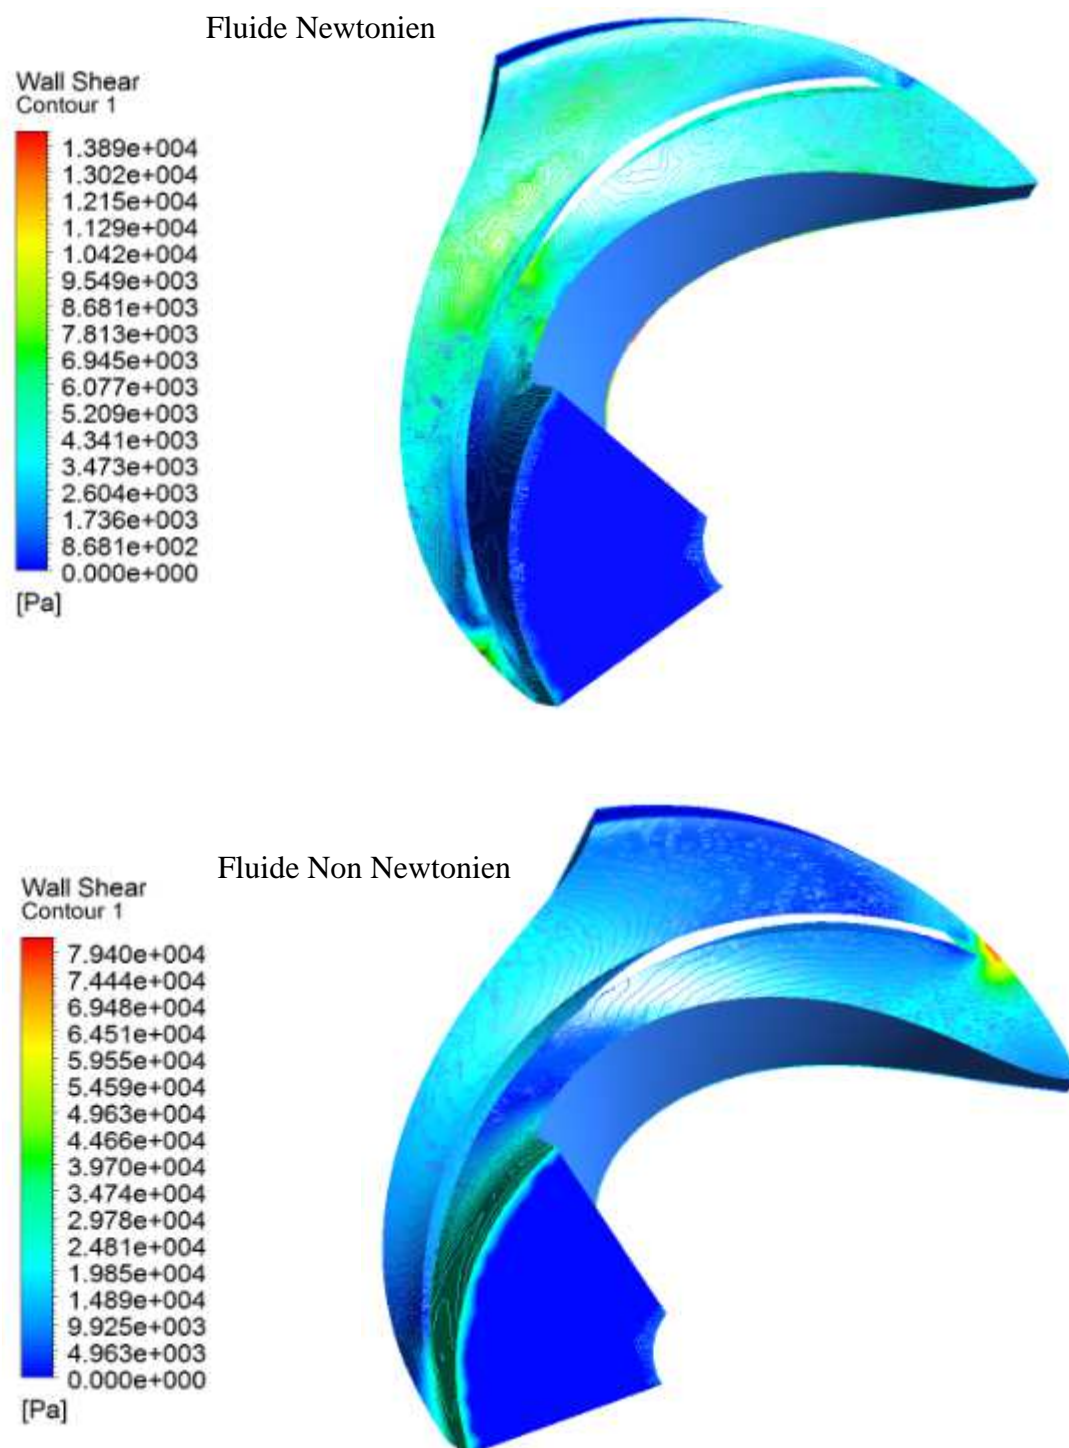 Fluide Newtonien
Wall Shear
Contour 1
1.389e+004
1.302e+004
1.215e+004
1.129e+004
1.042e+004
9.549e+003
8.681e+003
7.813e+003
6.945e+003
6.077e+003
5.209e+003
4.341e+003
3.473e+003
2.604e+003
1.736e+003
8.681e+002
0.000e+000
[Pa]
Fluide Non Newtonien
Wall Shear
Contour 1
7.940e+004
7.444e+004
6.948e+004
6.451e+004
5.955e+004
5.459e+004
4.963e+004
4.466e+004
3.970e+004
3.474e+004
2.978e+004
2.481e+004
1.985e+004
1.489e+004
9.925e+003
4.963e+003
0.000e+000
[Pa]